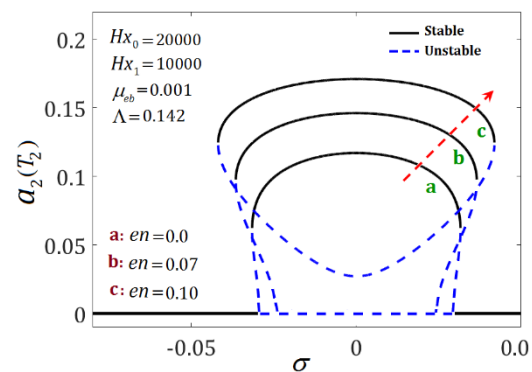 0.2
0.15
0.1
0.05
0
a₂(T₂)
Hx₀=20000
Hx₁=10000
μₑb=0.001
Λ=0.142
Stable
Unstable
c
b
a
a: en=0.0
b: en=0.07
c: en=0.10
-0.05
0
0.0
σ